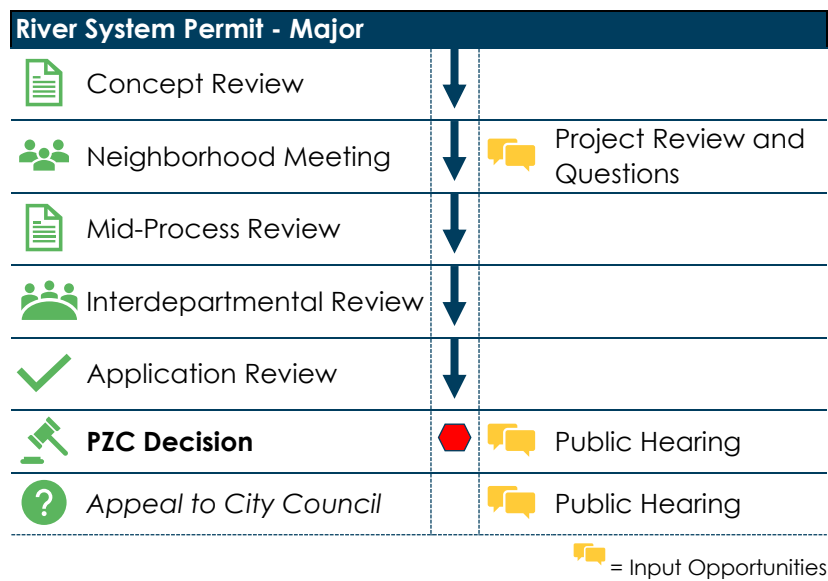 River System Permit - Major
Concept Review
Neighborhood Meeting
Project Review and
Questions
Mid-Process Review
Interdepartmental Review
Application Review
PZC Decision
Public Hearing
Appeal to City Council
Public Hearing
= Input Opportunities